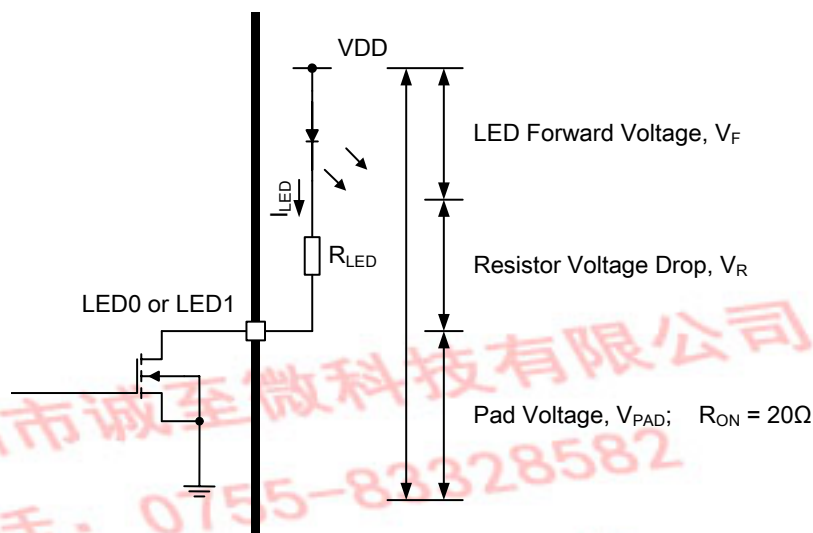 VDD
LED Forward Voltage, VF
ILED
RLED
Resistor Voltage Drop, VR
LED0 or LED1
Pad Voltage, VPAD; RON = 20Ω
市诚至微科技有限公司
0755-83328582